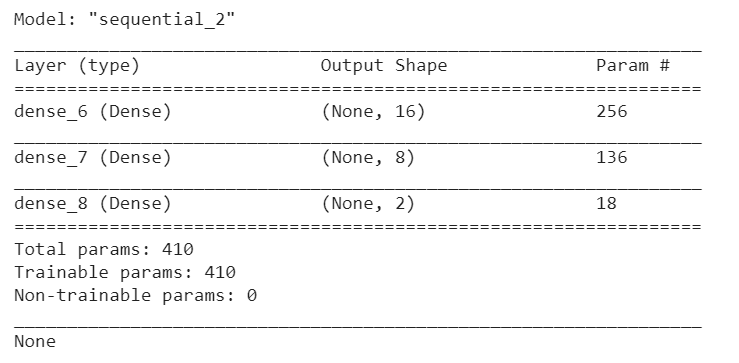 Model: "sequential_2"
_________________________________________________________________
Layer (type)                 Output Shape              Param #
=================================================================
dense_6 (Dense)              (None, 16)                256
_________________________________________________________________
dense_7 (Dense)              (None, 8)                 136
_________________________________________________________________
dense_8 (Dense)              (None, 2)                 18
=================================================================
Total params: 410
Trainable params: 410
Non-trainable params: 0
_________________________________________________________________
None